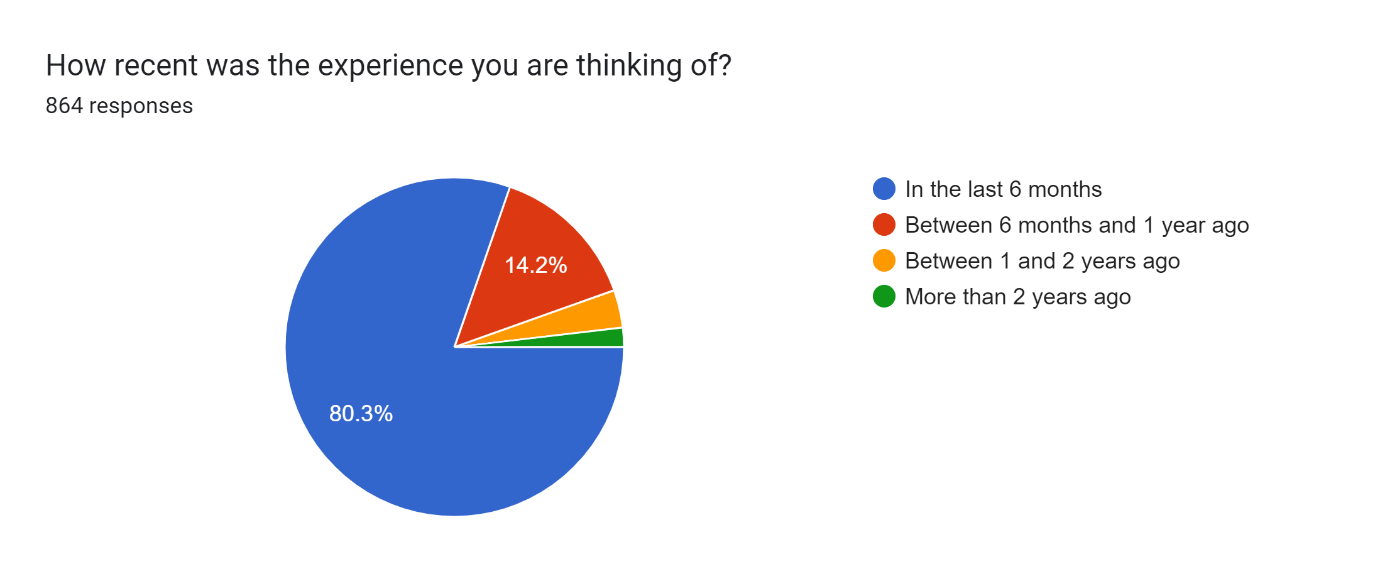 How recent was the experience you are thinking of?
864 responses
In the last 6 months
Between 6 months and 1 year ago
Between 1 and 2 years ago
More than 2 years ago
14.2%
80.3%